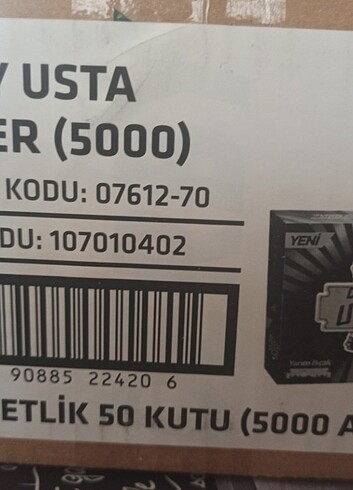 USTA
ER (5000)
KODU: 07612-70
DU: 107010402
YENİ
90885 22420 6
ETLİK 50 KUTU (5000 A